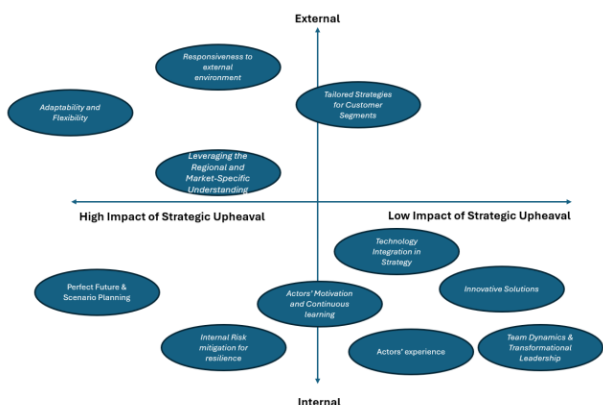 External
Responsiveness to
external
environment
Adaptability and
Flexibility
Tailored Strategies
for Customer
Segments
Leveraging the
Regional and
Market-Specific
Understanding
High Impact of Strategic Upheaval
Low Impact of Strategic Upheaval
Technology
Integration in
Strategy
Perfect Future &
Scenario Planning
Actors' Motivation
and Continuous
learning
Innovative Solutions
Internal Risk
mitigation for
resilience
Actors' experience
Team Dynamics &
Transformational
Leadership
Internal